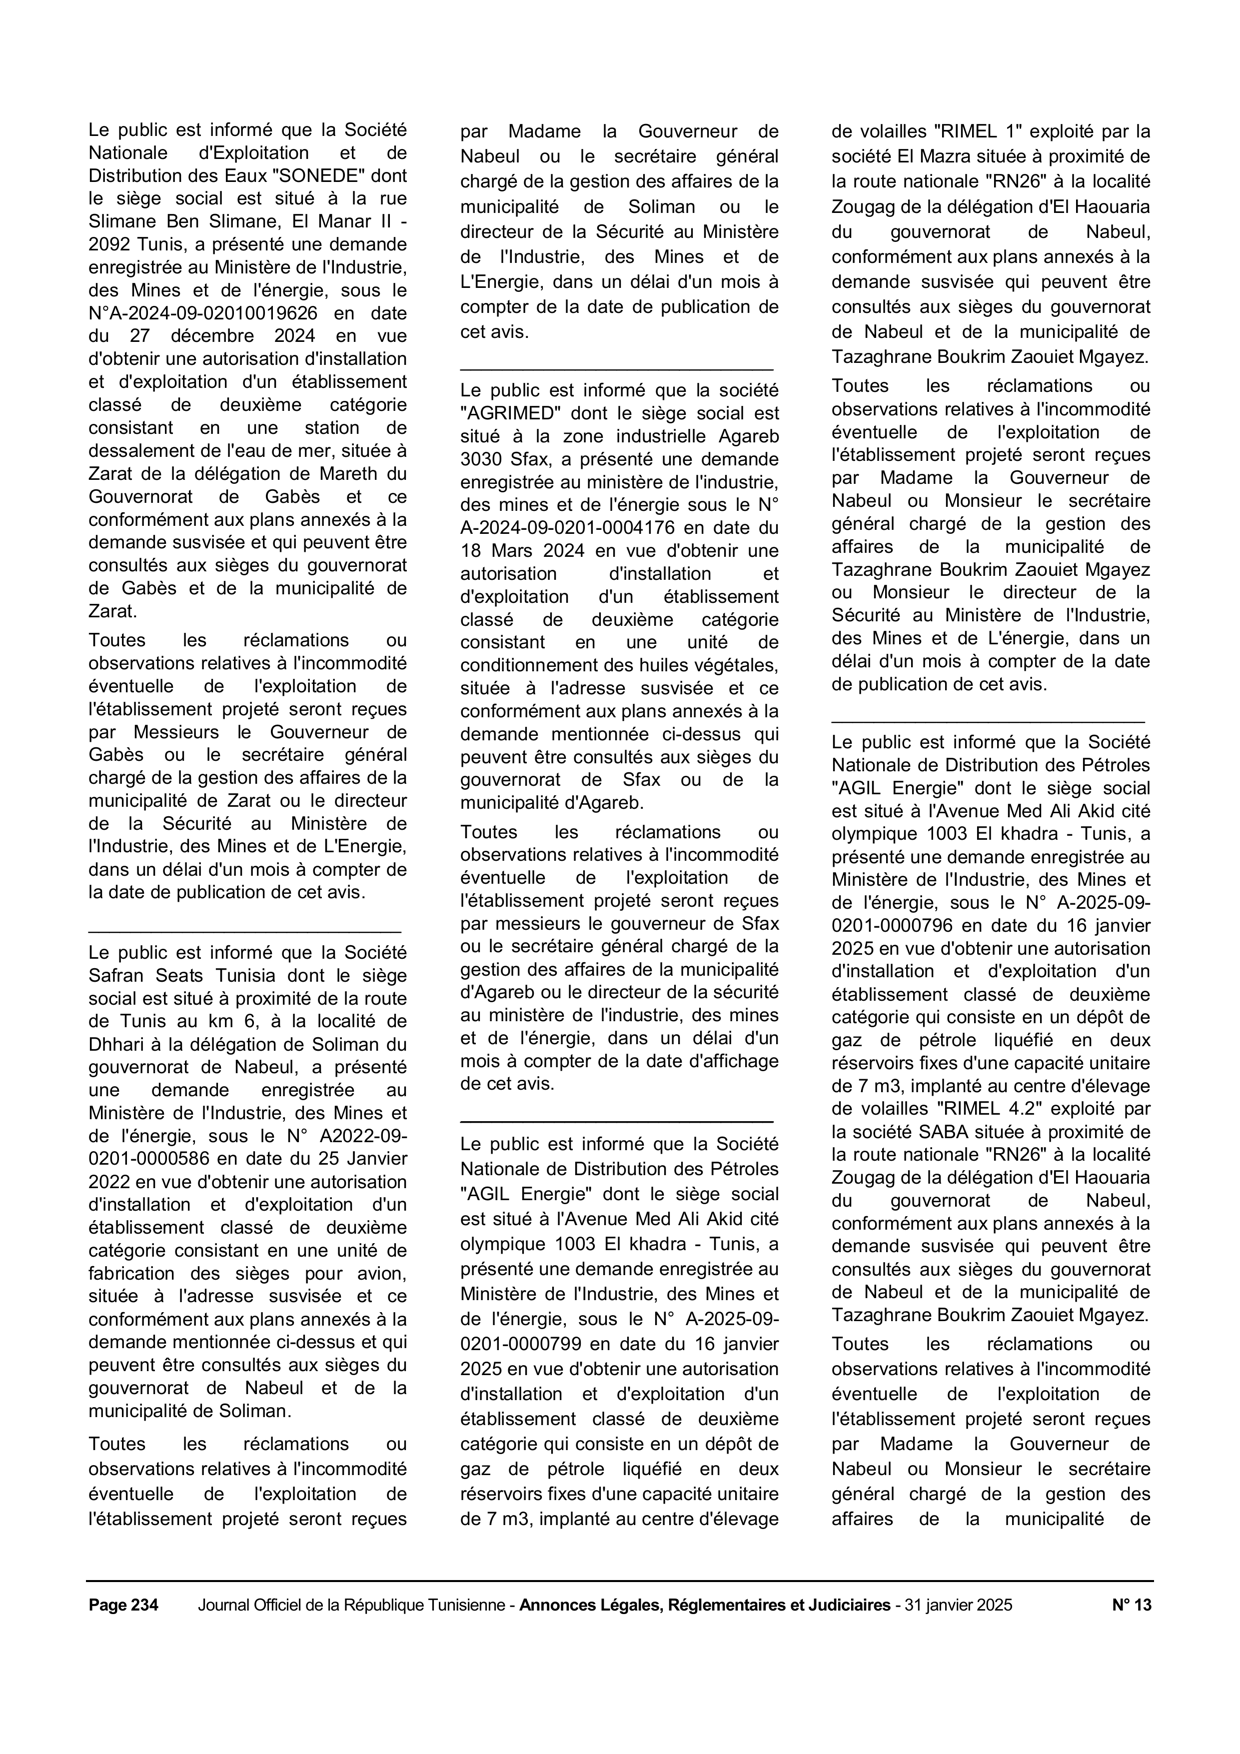 Le public est informé que la Société
Nationale d'Exploitation et de
Distribution des Eaux "SONEDE" dont
le siège social est situé à la rue
Slimane Ben Slimane, El Manar II -
2092 Tunis, a présenté une demande
enregistrée au Ministère de l'Industrie,
des Mines et de l'énergie, sous le
N°A-2024-09-02010019626 en date
du 27 décembre 2024 en vue
d'obtenir une autorisation d'installation
et d'exploitation d'un établissement
classé de deuxième catégorie
consistant en une station de
dessalement de l'eau de mer, située à
Zarat de la délégation de Mareth du
Gouvernorat de Gabès et ce
conformément aux plans annexés à la
demande susvisée et qui peuvent être
consultés aux sièges du gouvernorat
de Gabès et de la municipalité de
Zarat.
Toutes les réclamations ou
observations relatives à l'incommodité
éventuelle de l'exploitation de
l'établissement projeté seront reçues
par Messieurs le Gouverneur de
Gabès ou le secrétaire général
chargé de la gestion des affaires de la
municipalité de Zarat ou le directeur
de la Sécurité au Ministère de
l'Industrie, des Mines et de L'Energie,
dans un délai d'un mois à compter de
la date de publication de cet avis.
Le public est informé que la Société
Safran Seats Tunisia dont le siège
social est situé à proximité de la route
de Tunis au km 6, à la localité de
Dhhari à la délégation de Soliman du
gouvernorat de Nabeul, a présenté
une demande enregistrée au
Ministère de l'Industrie, des Mines et
de l'énergie, sous le N° A2022-09-
0201-0000586 en date du 25 Janvier
2022 en vue d'obtenir une autorisation
d'installation et d'exploitation d'un
établissement classé de deuxième
catégorie consistant en une unité de
fabrication des sièges pour avion,
située à l'adresse susvisée et ce
conformément aux plans annexés à la
demande mentionnée ci-dessus et qui
peuvent être consultés aux sièges du
gouvernorat de Nabeul et de la
municipalité de Soliman.
Toutes les réclamations ou
observations relatives à l'incommodité
éventuelle de l'exploitation de
l'établissement projeté seront reçues
par Madame la Gouverneur de
Nabeul ou le secrétaire général
chargé de la gestion des affaires de la
municipalité de Soliman ou le
directeur de la Sécurité au Ministère
de l'Industrie, des Mines et de
L'Energie, dans un délai d'un mois à
compter de la date de publication de
cet avis.
Le public est informé que la société
"AGRIMED" dont le siège social est
situé à la zone industrielle Agareb
3030 Sfax, a présenté une demande
enregistrée au ministère de l'industrie,
des mines et de l'énergie sous le N°
A-2024-09-0201-0004176 en date du
18 Mars 2024 en vue d'obtenir une
autorisation d'installation et
d'exploitation d'un établissement
classé de deuxième catégorie
consistant en une unité de
conditionnement des huiles végétales,
située à l'adresse susvisée et ce
conformément aux plans annexés à la
demande mentionnée ci-dessus qui
peuvent être consultés aux sièges du
gouvernorat de Sfax ou de la
municipalité d'Agareb.
Toutes les réclamations ou
observations relatives à l'incommodité
éventuelle de l'exploitation de
l'établissement projeté seront reçues
par messieurs le gouverneur de Sfax
ou le secrétaire général chargé de la
gestion des affaires de la municipalité
d'Agareb ou le directeur de la sécurité
au ministère de l'industrie, des mines
et de l'énergie, dans un délai d'un
mois à compter de la date d'affichage
de cet avis.
Le public est informé que la Société
Nationale de Distribution des Pétroles
"AGIL Energie" dont le siège social
est situé à l'Avenue Med Ali Akid cité
olympique 1003 El khadra - Tunis, a
présenté une demande enregistrée au
Ministère de l'Industrie, des Mines et
de l'énergie, sous le N° A-2025-09-
0201-0000799 en date du 16 janvier
2025 en vue d'obtenir une autorisation
d'installation et d'exploitation d'un
établissement classé de deuxième
catégorie qui consiste en un dépôt de
gaz de pétrole liquéfié en deux
réservoirs fixes d'une capacité unitaire
de 7 m3, implanté au centre d'élevage
de volailles "RIMEL 1" exploité par la
société El Mazra située à proximité de
la route nationale "RN26" à la localité
Zougag de la délégation d'El Haouaria
du gouvernorat de Nabeul,
conformément aux plans annexés à la
demande susvisée qui peuvent être
consultés aux sièges du gouvernorat
de Nabeul et de la municipalité de
Tazaghrane Boukrim Zaouiet Mgayez.
Toutes les réclamations ou
observations relatives à l'incommodité
éventuelle de l'exploitation de
l'établissement projeté seront reçues
par Madame la Gouverneur de
Nabeul ou Monsieur le secrétaire
général chargé de la gestion des
affaires de la municipalité de
Tazaghrane Boukrim Zaouiet Mgayez
ou Monsieur le directeur de la
Sécurité au Ministère de l'Industrie,
des Mines et de L'énergie, dans un
délai d'un mois à compter de la date
de publication de cet avis.
Le public est informé que la Société
Nationale de Distribution des Pétroles
"AGIL Energie" dont le siège social
est situé à l'Avenue Med Ali Akid cité
olympique 1003 El khadra - Tunis, a
présenté une demande enregistrée au
Ministère de l'Industrie, des Mines et
de l'énergie, sous le N° A-2025-09-
0201-0000796 en date du 16 janvier
2025 en vue d'obtenir une autorisation
d'installation et d'exploitation d'un
établissement classé de deuxième
catégorie qui consiste en un dépôt de
gaz de pétrole liquéfié en deux
réservoirs fixes d'une capacité unitaire
de 7 m3, implanté au centre d'élevage
de volailles "RIMEL 4.2" exploité par
la société SABA située à proximité de
la route nationale "RN26" à la localité
Zougag de la délégation d'El Haouaria
du gouvernorat de Nabeul,
conformément aux plans annexés à la
demande susvisée qui peuvent être
consultés aux sièges du gouvernorat
de Nabeul et de la municipalité de
Tazaghrane Boukrim Zaouiet Mgayez.
Toutes les réclamations ou
observations relatives à l'incommodité
éventuelle de l'exploitation de
l'établissement projeté seront reçues
par Madame la Gouverneur de
Nabeul ou Monsieur le secrétaire
général chargé de la gestion des
affaires de la municipalité de
Page 234 Journal Officiel de la République Tunisienne - Annonces Légales, Réglementaires et Judiciaires - 31 janvier 2025 N° 13